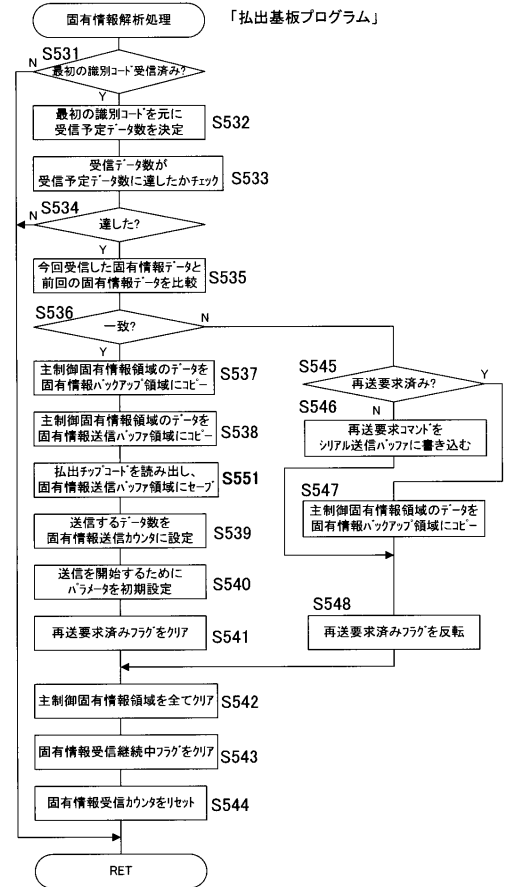 固有情報解析処理
「払出基板プログラム」
S531
N
最初の識別コード受信済み?
Y
最初の識別コードを元に
受信予定データ数を決定
S532
受信データ数が
受信予定データ数に達したかチェック
S533
S534
N
達した?
Y
今回受信した固有情報データと
前回の固有情報データを比較
S535
S536
一致?
N
Y
主制御固有情報領域のデータを
固有情報バックアップ領域にコピー
S537
主制御固有情報領域のデータを
固有情報送信バッファ領域にコピー
S538
払出チップコードを読み出し、
固有情報送信バッファ領域にセーブ
S551
送信するデータ数を
固有情報送信カウンタに設定
S539
送信を開始するために
パラメータを初期設定
S540
再送要求済みフラグをクリア
S541
S545
再送要求済み?
Y
N
S546
再送要求コマンドを
シリアル送信バッファに書き込む
S547
主制御固有情報領域のデータを
固有情報バックアップ領域にコピー
S548
再送要求済みフラグを反転
主制御固有情報領域を全てクリア
S542
固有情報受信継続中フラグをクリア
S543
固有情報受信カウンタをリセット
S544
RET